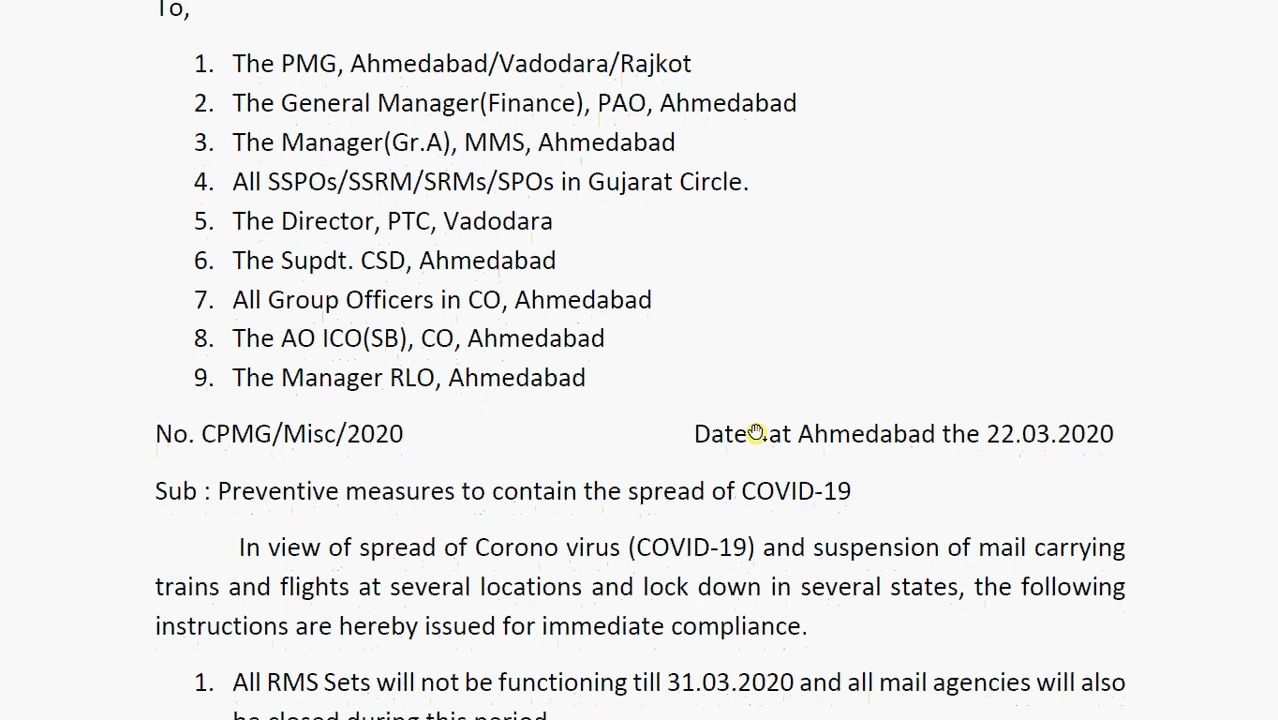 To,
1. The PMG, Ahmedabad/Vadodara/Rajkot
2. The General Manager(Finance), PAO, Ahmedabad
3. The Manager(Gr.A), MMS, Ahmedabad
4. All SSPOs/SSRM/SRMs/SPOs in Gujarat Circle.
5. The Director, PTC, Vadodara
6. The Supdt. CSD, Ahmedabad
7. All Group Officers in CO, Ahmedabad
8. The AO ICO(SB), CO, Ahmedabad
9. The Manager RLO, Ahmedabad
No. CPMG/Misc/2020 at Ahmedabad the 22.03.2020
Sub : Preventive measures to contain the spread of COVID-19
In view of spread of Corono virus (COVID-19) and suspension of mail carrying
trains and flights at several locations and lock down in several states, the following
instructions are hereby issued for immediate compliance.
1. All RMS Sets will not be functioning till 31.03.2020 and all mail agencies will also
be closed during this period